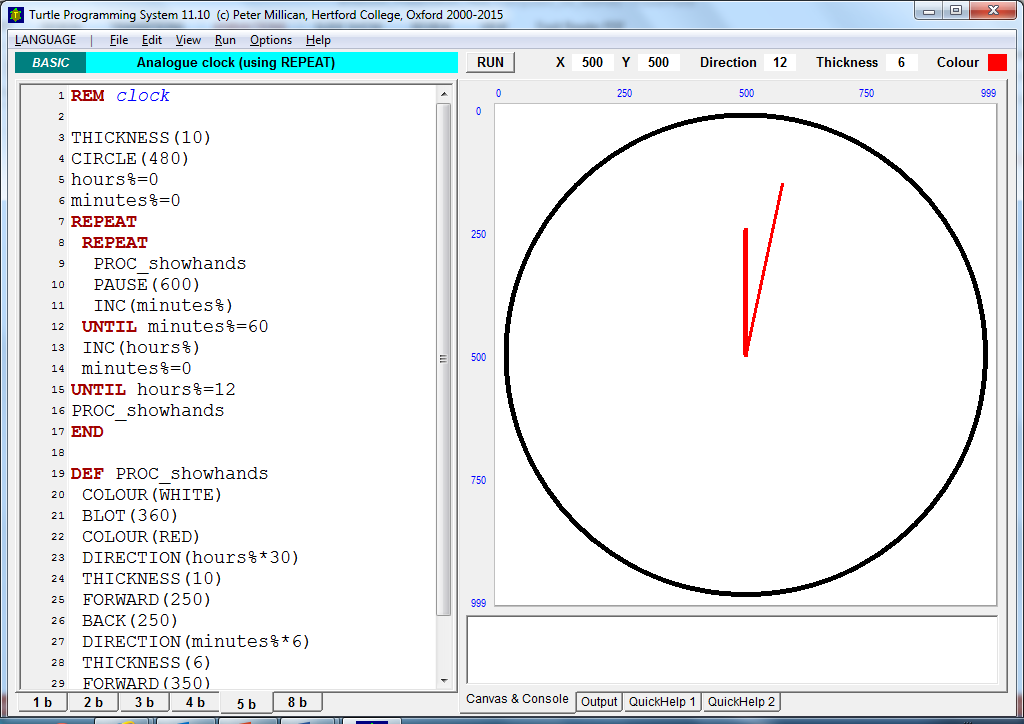 Turtle Programming System 11.10 (c) Peter Millican, Hertford College, Oxford 2000-2015
LANGUAGE | File Edit View Run Options Help
BASIC Analogue clock (using REPEAT) RUN X 500 Y 500 Direction 12 Thickness 6 Colour
1 REM clock
2
3 THICKNESS(10)
4 CIRCLE(480)
5 hours%=0
6 minutes%=0
7 REPEAT
8 REPEAT
9 PROC_showhands
10 PAUSE(600)
11 INC(minutes%)
12 UNTIL minutes%=60
13 INC(hours%)
14 minutes%=0
15 UNTIL hours%=12
16 PROC_showhands
17 END
18
19 DEF PROC_showhands
20 COLOUR(WHITE)
21 BLOT(360)
22 COLOUR(RED)
23 DIRECTION(hours%*30)
24 THICKNESS(10)
25 FORWARD(250)
26 BACK(250)
27 DIRECTION(minutes%*6)
28 THICKNESS(6)
29 FORWARD(350)
1 b 2 b 3 b 4 b 5 b 8 b
0 250 500 750 999
0
250
500
750
999
Canvas & Console Output QuickHelp 1 QuickHelp 2